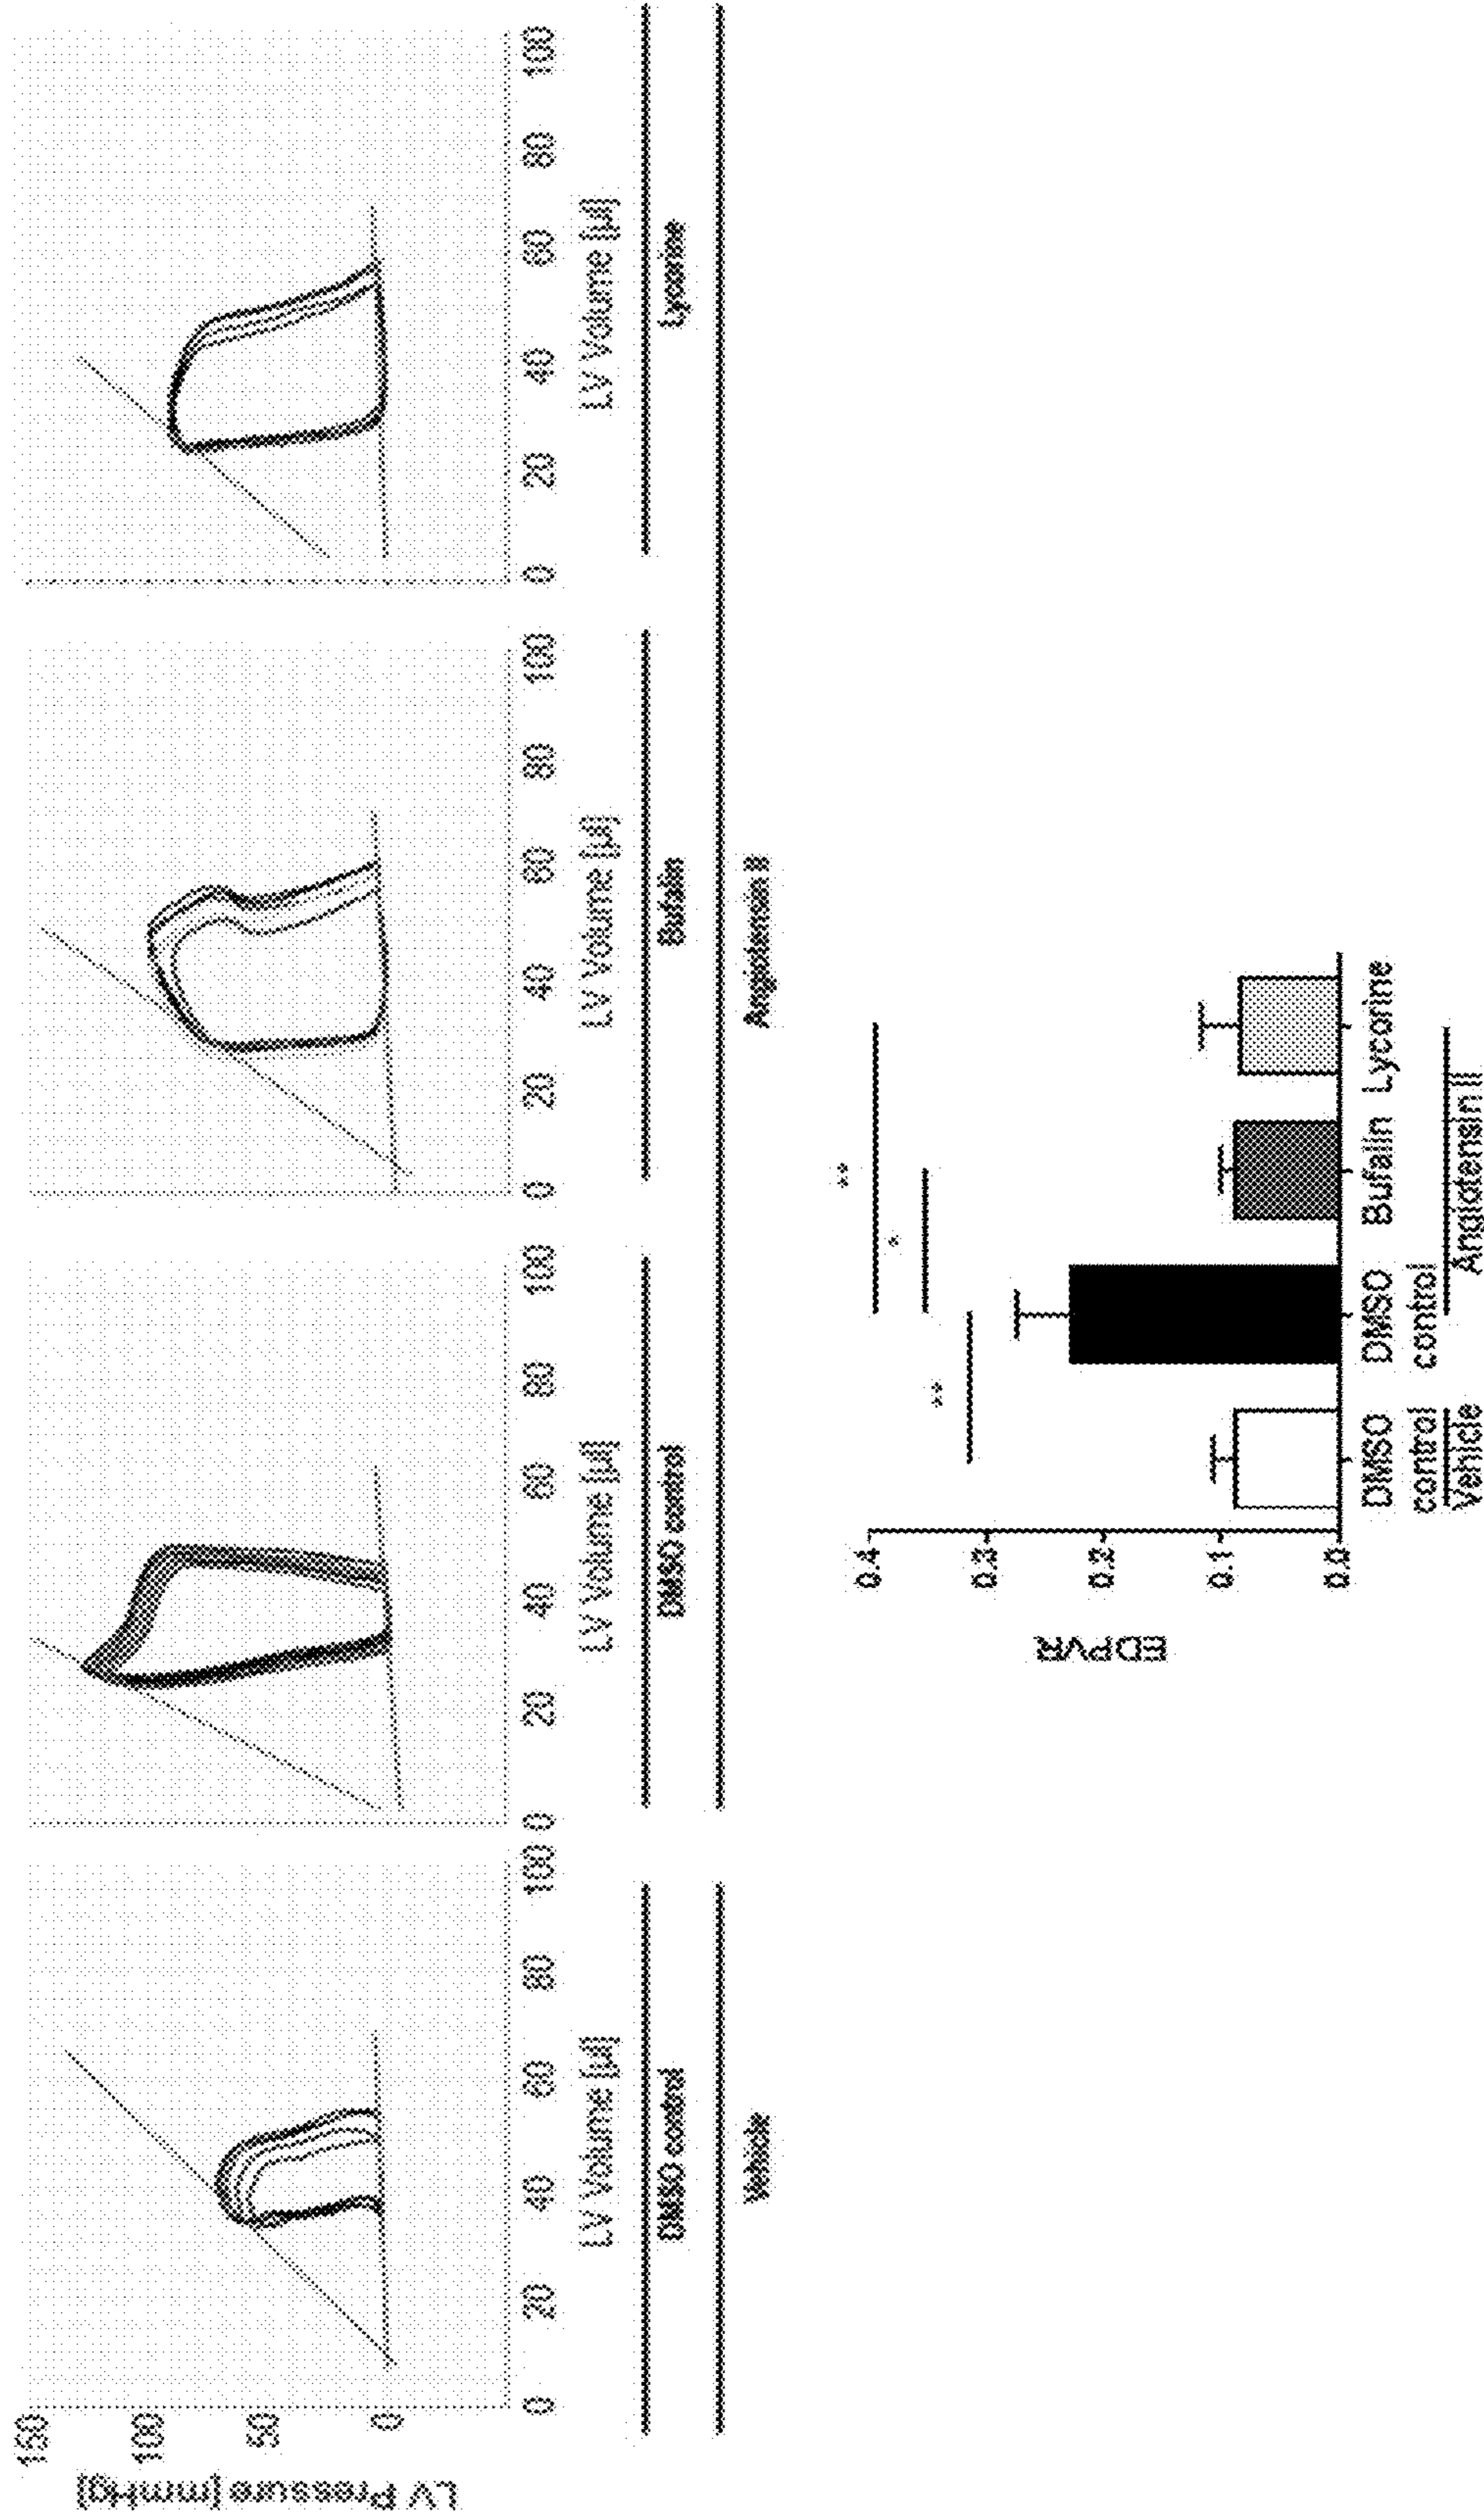 LV Pressure [mmHg]
150
100
50
0
0 20 40 60 80 100
0 20 40 60 80 100
0 20 40 60 80 100
0 20 40 60 80 100
LV Volume [µl]
LV Volume [µl]
LV Volume [µl]
LV Volume [µl]
DMSO control
DMSO control
Bufalin
Lycorine
Vehicle
Angiotensin II
EDPVR
0.4
0.3
0.2
0.1
0.0
**
*
**
DMSO DMSO Bufalin Lycorine
control control
Vehicle Angiotensin II